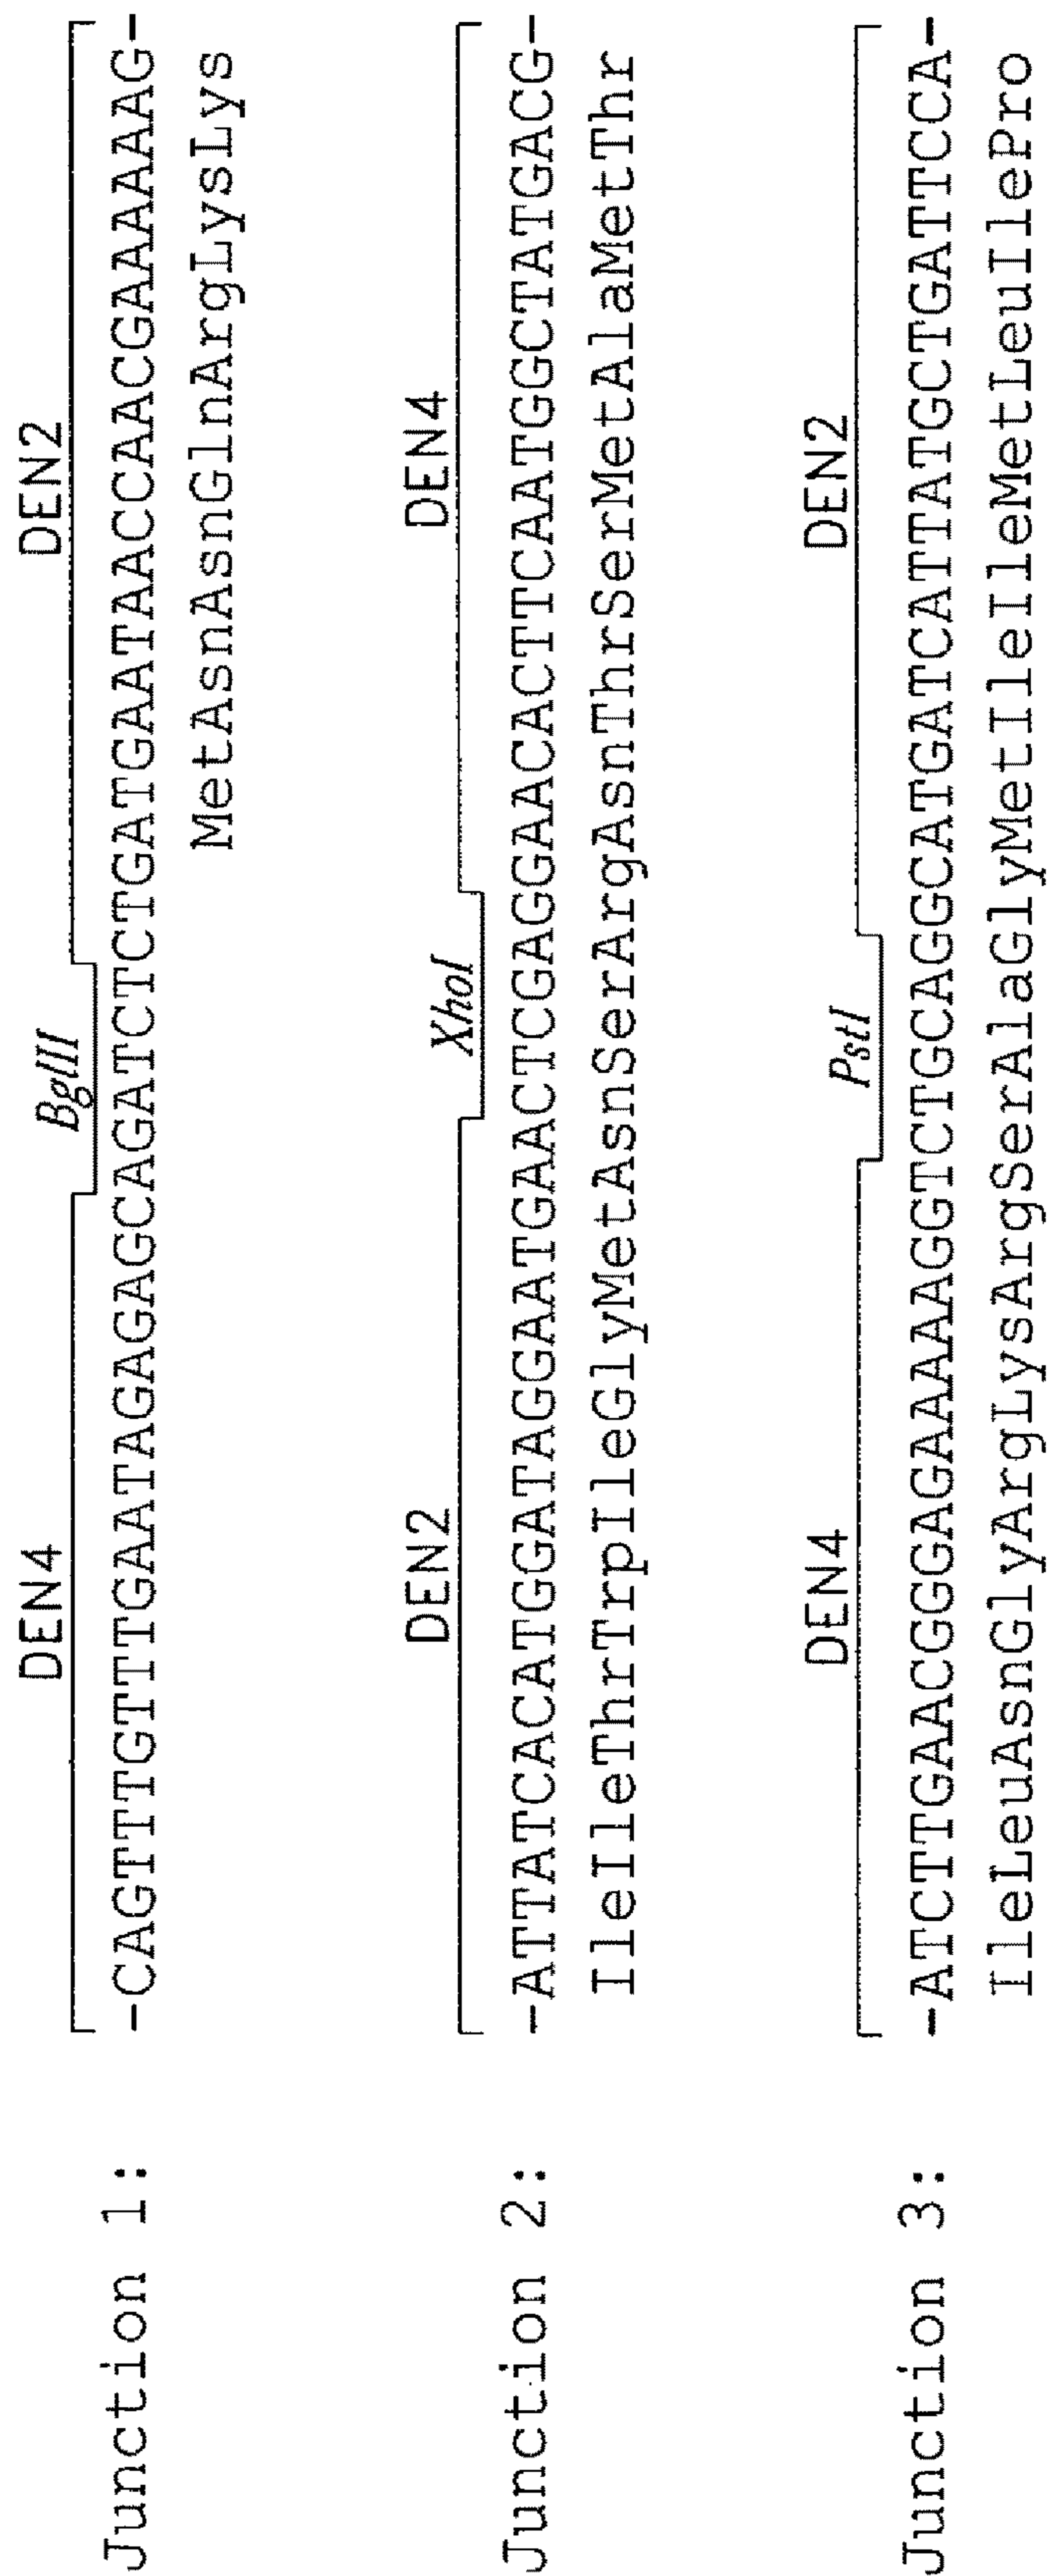 DEN4 BglII DEN2
Junction 1: -CAGTTTGTTTGAATAGAGAGCAGATCTCTGATGAATAACCAACGAAAAAAG-
MetAsnAsnGlnArgLysLys
DEN2 XhoI DEN4
Junction 2: -ATTATCACATGGATAGGAATGAACTCGAGGAACACTTCAATGGCTATGACG-
IleIleThrTrpIleGlyMetAsnSerArgAsnThrSerMetAlaMetThr
DEN4 PstI DEN2
Junction 3: -ATCTTGAACGGGAGAAAAAGGTCTGCAGGCATGATCATTATGCTGATTCCA-
IleLeuAsnGlyArgLysArgSerAlaGlyMetIleIleMetLeuIlePro